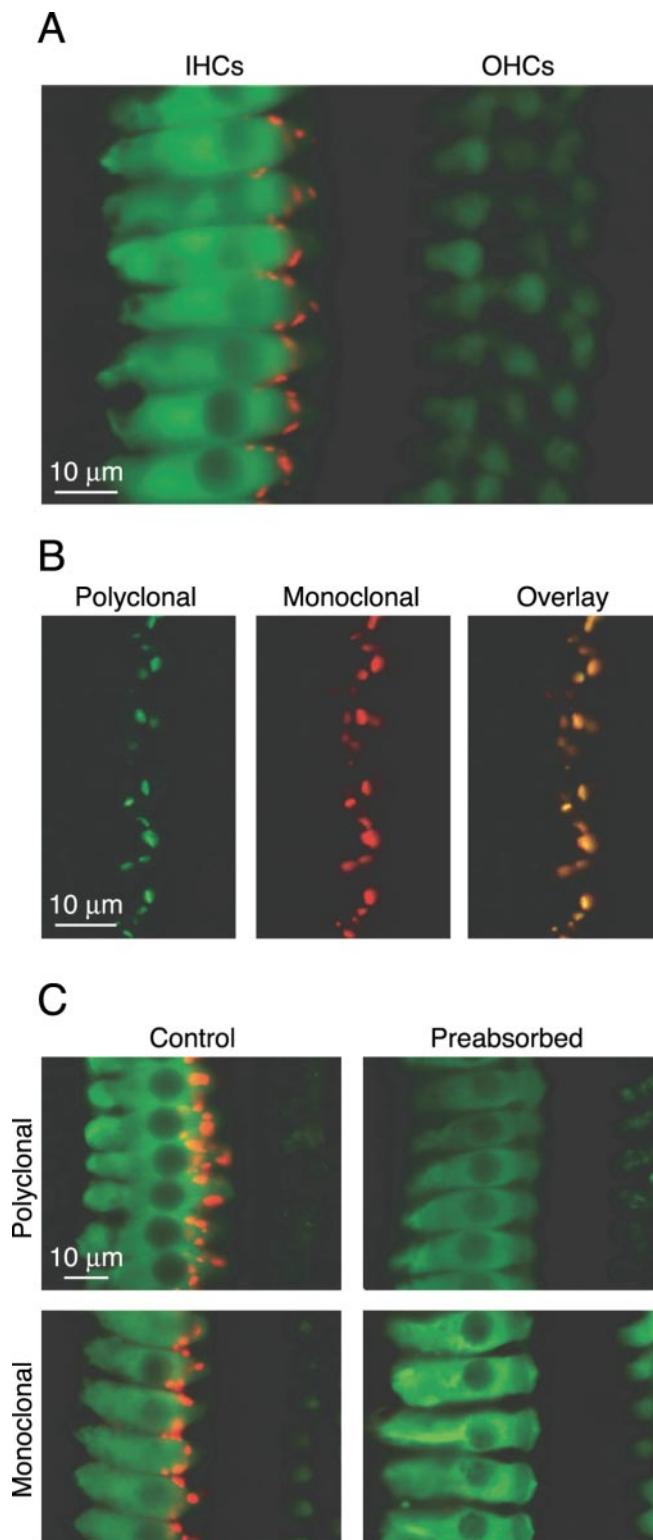 A
IHCs OHCs
10 µm
B
Polyclonal Monoclonal Overlay
10 µm
C
Control Preabsorbed
Polyclonal
10 µm
Monoclonal